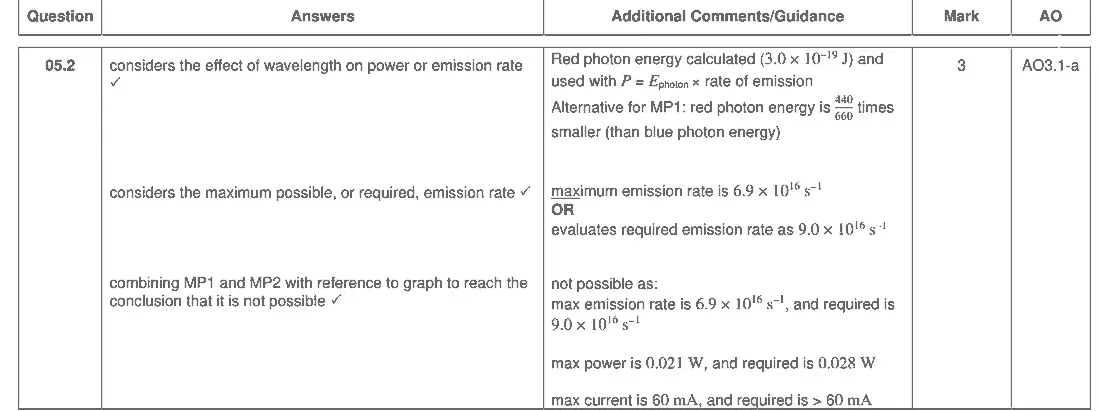 Question Answers Additional Comments/Guidance Mark AO
05.2 considers the effect of wavelength on power or emission rate ✓ Red photon energy calculated (3.0 × 10⁻¹⁹ J) and used with P = E_photon × rate of emission 3 AO3.1-a
Alternative for MP1: red photon energy is 440/660 times
smaller (than blue photon energy)
considers the maximum possible, or required, emission rate ✓ maximum emission rate is 6.9 × 10¹⁶ s⁻¹
OR
evaluates required emission rate as 9.0 × 10¹⁶ s⁻¹
combining MP1 and MP2 with reference to graph to reach the
conclusion that it is not possible ✓
not possible as:
max emission rate is 6.9 × 10¹⁶ s⁻¹, and required is
9.0 × 10¹⁶ s⁻¹
max power is 0.021 W, and required is 0.028 W
max current is 60 mA, and required is > 60 mA